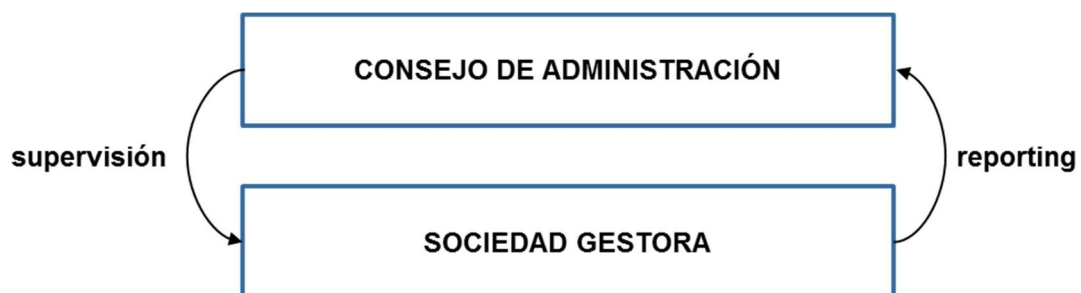 CONSEJO DE ADMINISTRACIÓN
supervisión
reporting
SOCIEDAD GESTORA